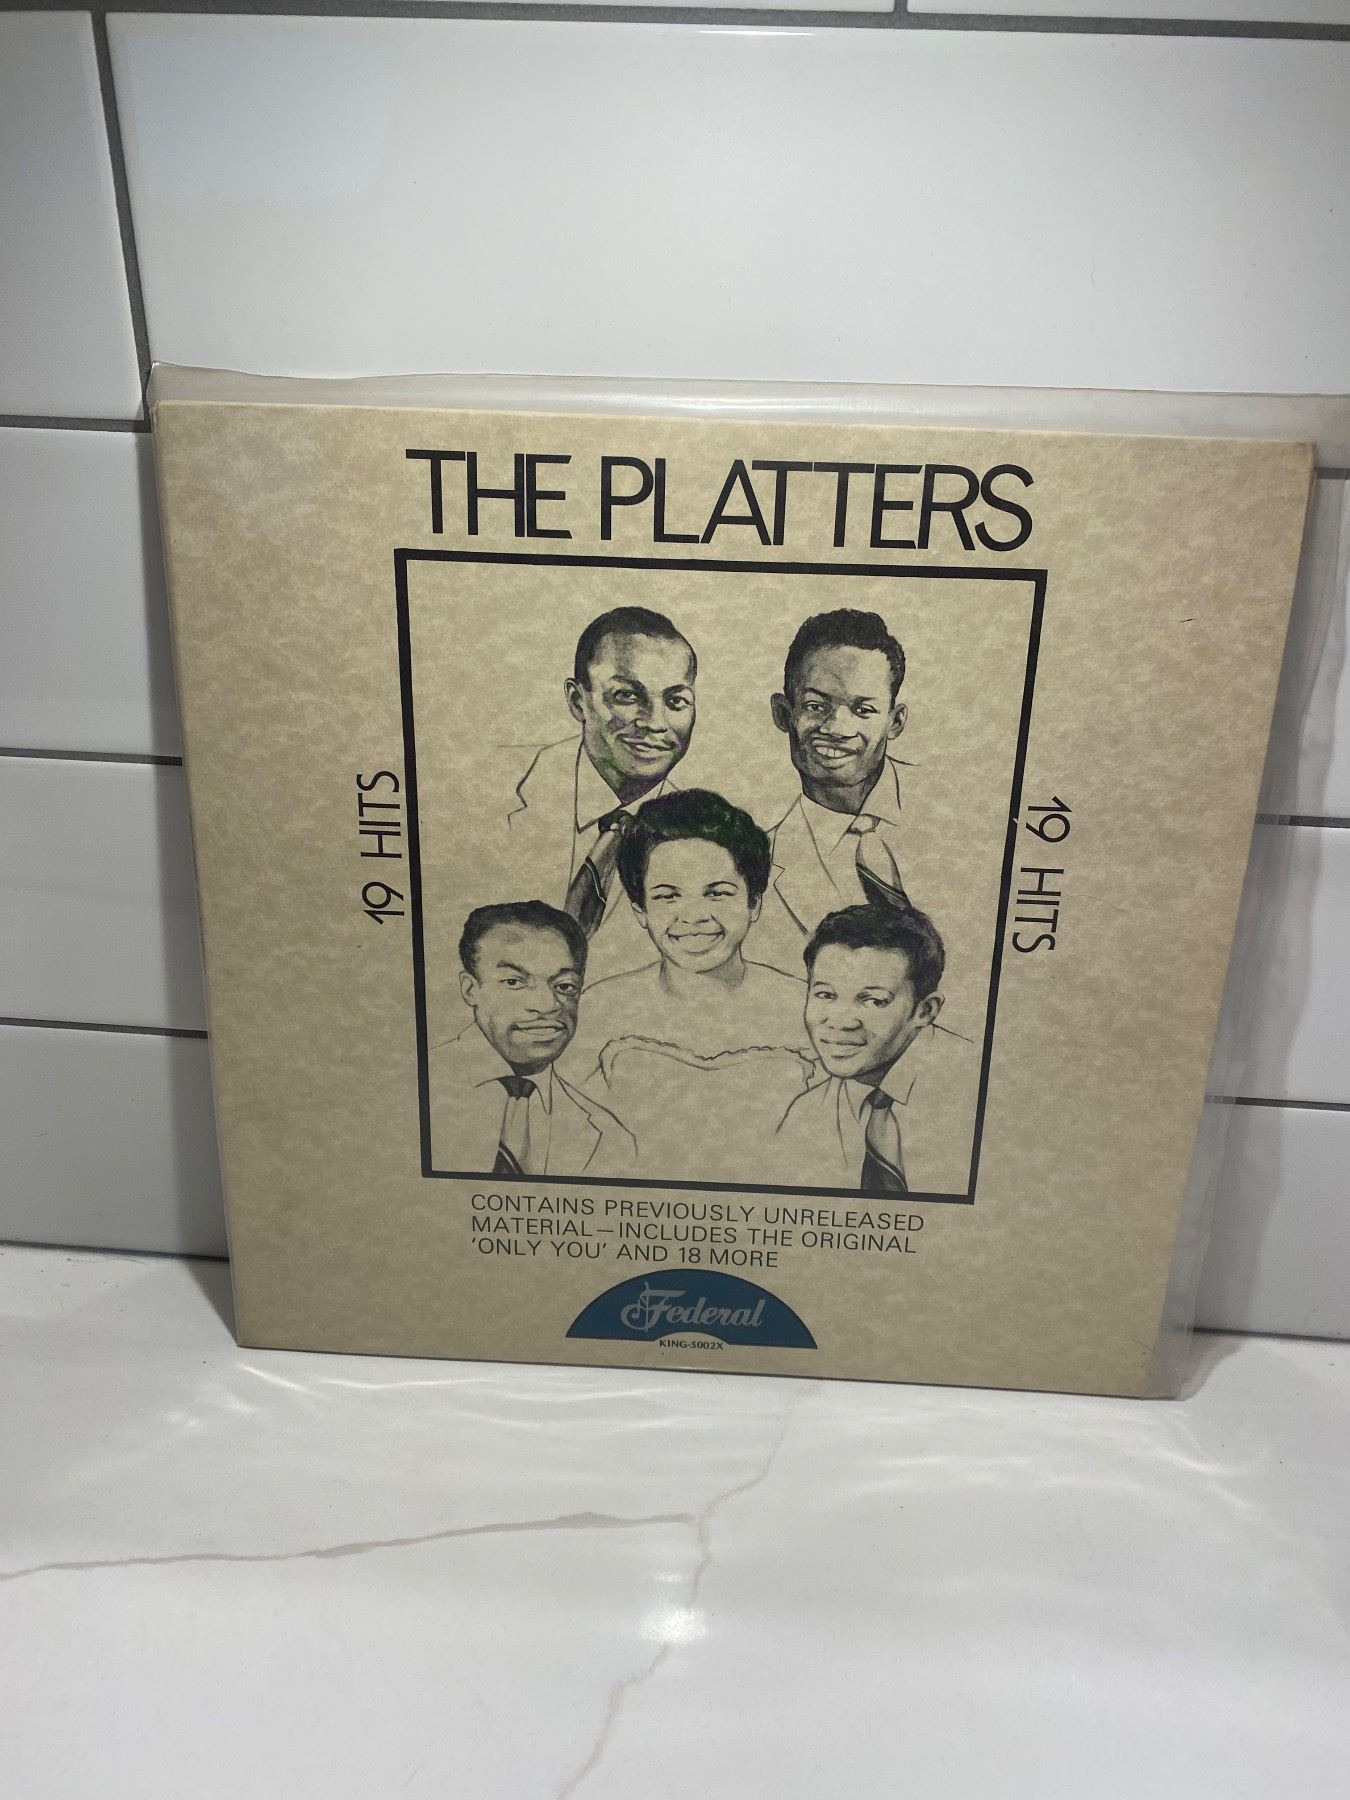 THE PLATTERS
19 HITS
19 HITS
CONTAINS PREVIOUSLY UNRELEASED
MATERIAL—INCLUDES THE ORIGINAL
'ONLY YOU' AND 18 MORE
Federal
KING-5002X